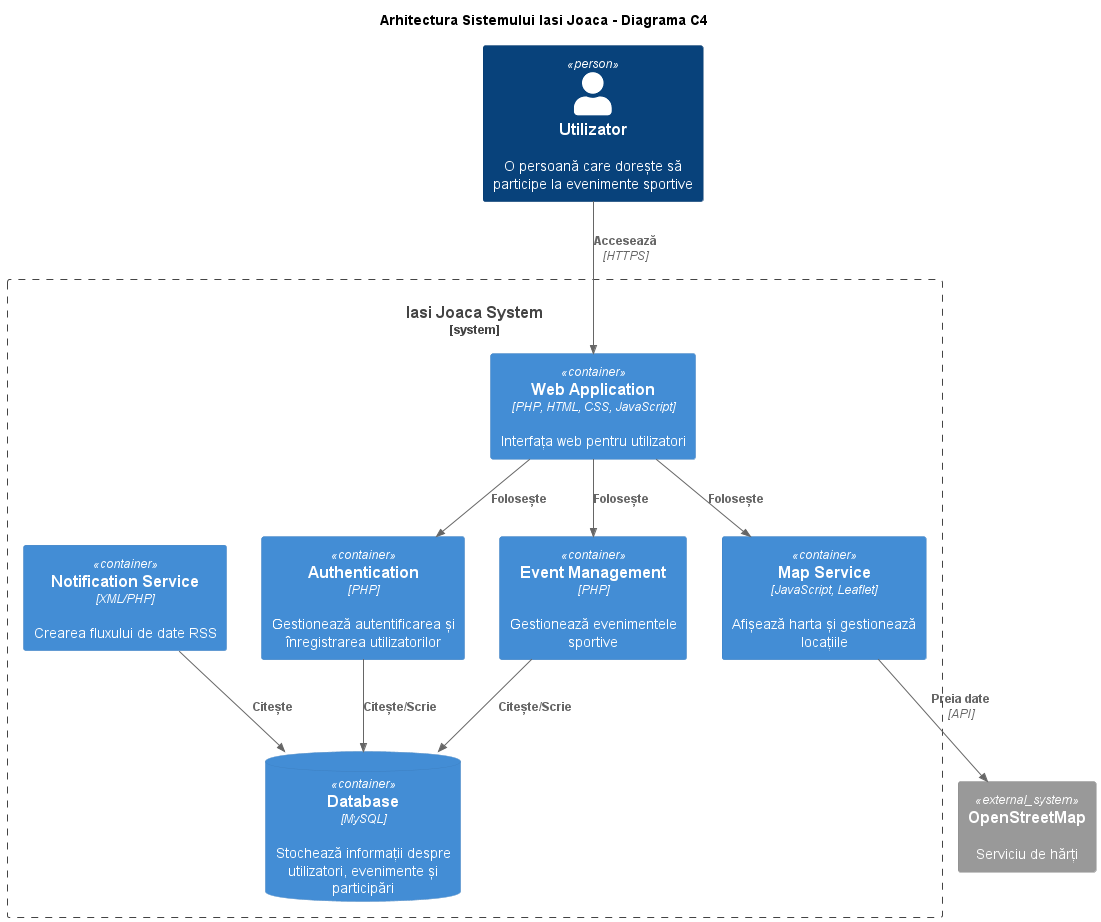 Arhitectura Sistemului Iasi Joaca - Diagrama C4
«person»
Utilizator
O persoană care dorește să
participe la evenimente sportive
Accesează
[HTTPS]
Iasi Joaca System
[system]
«container»
Web Application
[PHP, HTML, CSS, JavaScript]
Interfața web pentru utilizatori
Folosește
Folosește
Folosește
«container»
Notification Service
[XML/PHP]
Crearea fluxului de date RSS
«container»
Authentication
[PHP]
Gestionează autentificarea și
înregistrarea utilizatorilor
«container»
Event Management
[PHP]
Gestionează evenimentele
sportive
«container»
Map Service
[JavaScript, Leaflet]
Afișează harta și gestionează
locațiile
Citește
Citește/Scrie
Citește/Scrie
Preia date
[API]
«container»
Database
[MySQL]
Stochează informații despre
utilizatori, evenimente și
participări
«external_system»
OpenStreetMap
Serviciu de hărți